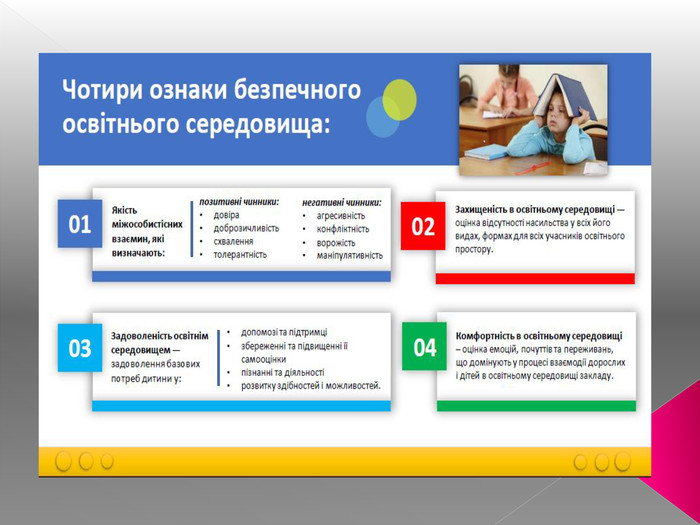 Чотири ознаки безпечного
освітнього середовища:
01
Якість
міжособистісних
взаємин, які
визначають:
позитивні чинники:
• довіра
• доброзичливість
• схвалення
• толерантність
негативні чинники:
• агресивність
• конфліктність
• ворожість
• маніпулятивність
02
Захищеність в освітньому середовищі —
оцінка відсутності насильства у всіх його
видах, формах для всіх учасників освітнього
простору.
03
Задоволеність освітнім
середовищем —
задоволення базових
потреб дитини у:
• допомозі та підтримці
• збереженні та підвищенні її
самооцінки
• пізнанні та діяльності
• розвитку здібностей і можливостей.
04
Комфортність в освітньому середовищі
– оцінка емоцій, почуттів та переживань,
що домінують у процесі взаємодії дорослих
і дітей в освітньому середовищі закладу.